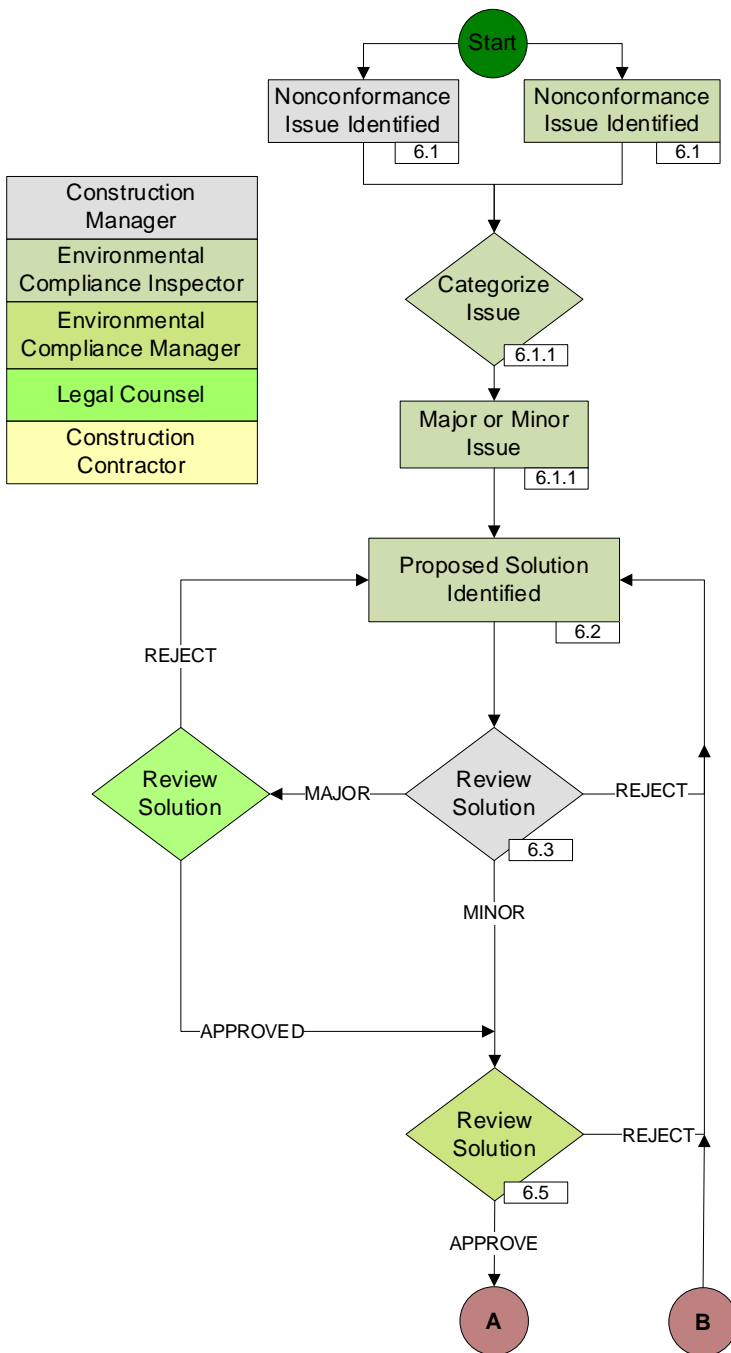 Start
Nonconformance
Issue Identified
6.1
Nonconformance
Issue Identified
6.1
Construction
Manager
Environmental
Compliance Inspector
Environmental
Compliance Manager
Legal Counsel
Construction
Contractor
Categorize
Issue
6.1.1
Major or Minor
Issue
6.1.1
Proposed Solution
Identified
6.2
REJECT
Review
Solution
MAJOR
Review
Solution
REJECT
6.3
MINOR
APPROVED
Review
Solution
REJECT
6.5
APPROVE
A
B